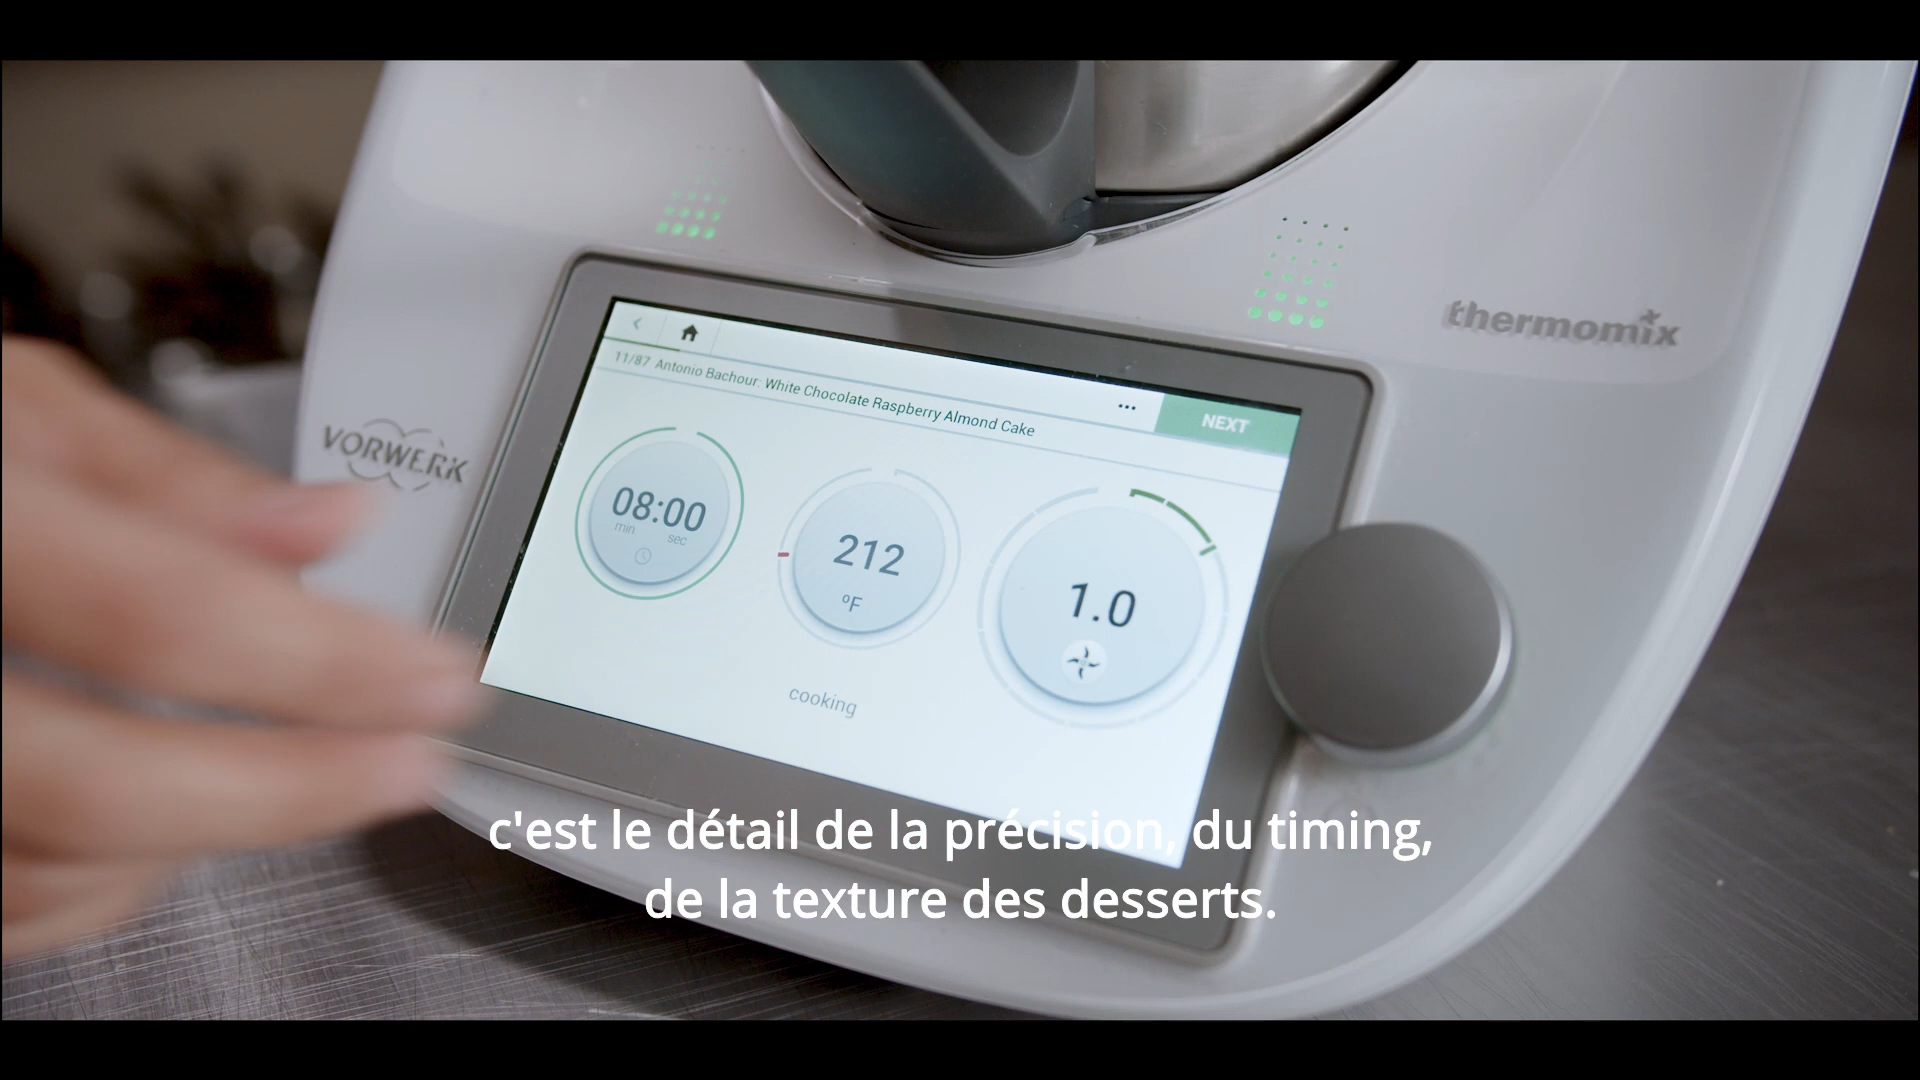 thermomix
VORWERK
11/87 Antonio Bachour: White Chocolate Raspberry Almond Cake
...
NEXT
08:00
min sec
212
°F
1.0
cooking
c'est le détail de la précision, du timing,
de la texture des desserts.